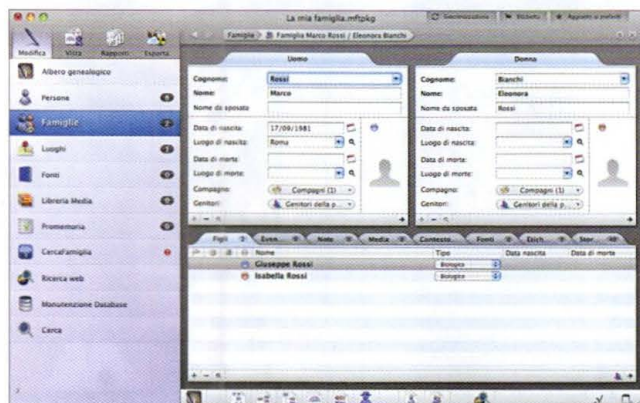 La mia famiglia.mftpkg
Modifica Vista Rapporti Esporta
Famiglie Famiglia Marco Rossi / Eleonora Bianchi
Albero genealogico
Persone
Famiglie
Luoghi
Fonti
Libreria Media
Promemoria
CercaFamiglia
Ricerca web
Manutenzione Database
Cerca
Uomo
Cognome: Rossi
Nome: Marco
Nome da sposata
Data di nascita: 17/09/1981
Luogo di nascita: Roma
Data di morte:
Luogo di morte:
Compagno: Compagni (1)
Genitori: Genitori della p...
Donna
Cognome: Bianchi
Nome: Eleonora
Nome da sposata Rossi
Data di nascita:
Luogo di nascita:
Data di morte:
Luogo di morte:
Compagno: Compagni (1)
Genitori: Genitori della p...
Figli Even... Note Media Contesto... Fonti Etich... Stor...
Nome Tipo Data nascita Data di morte
Giuseppe Rossi Biologico
Isabella Rossi Biologico